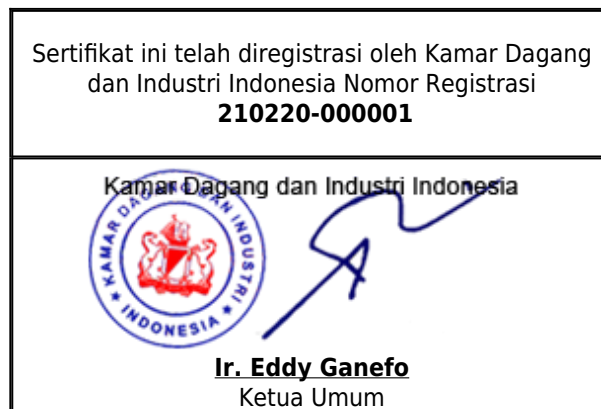 Sertifikat ini telah diregistrasi oleh Kamar Dagang
dan Industri Indonesia Nomor Registrasi
210220-000001
Kamar Dagang dan Industri Indonesia
KAMAR DAGANG DAN INDUSTRI
INDONESIA
Ir. Eddy Ganefo
Ketua Umum